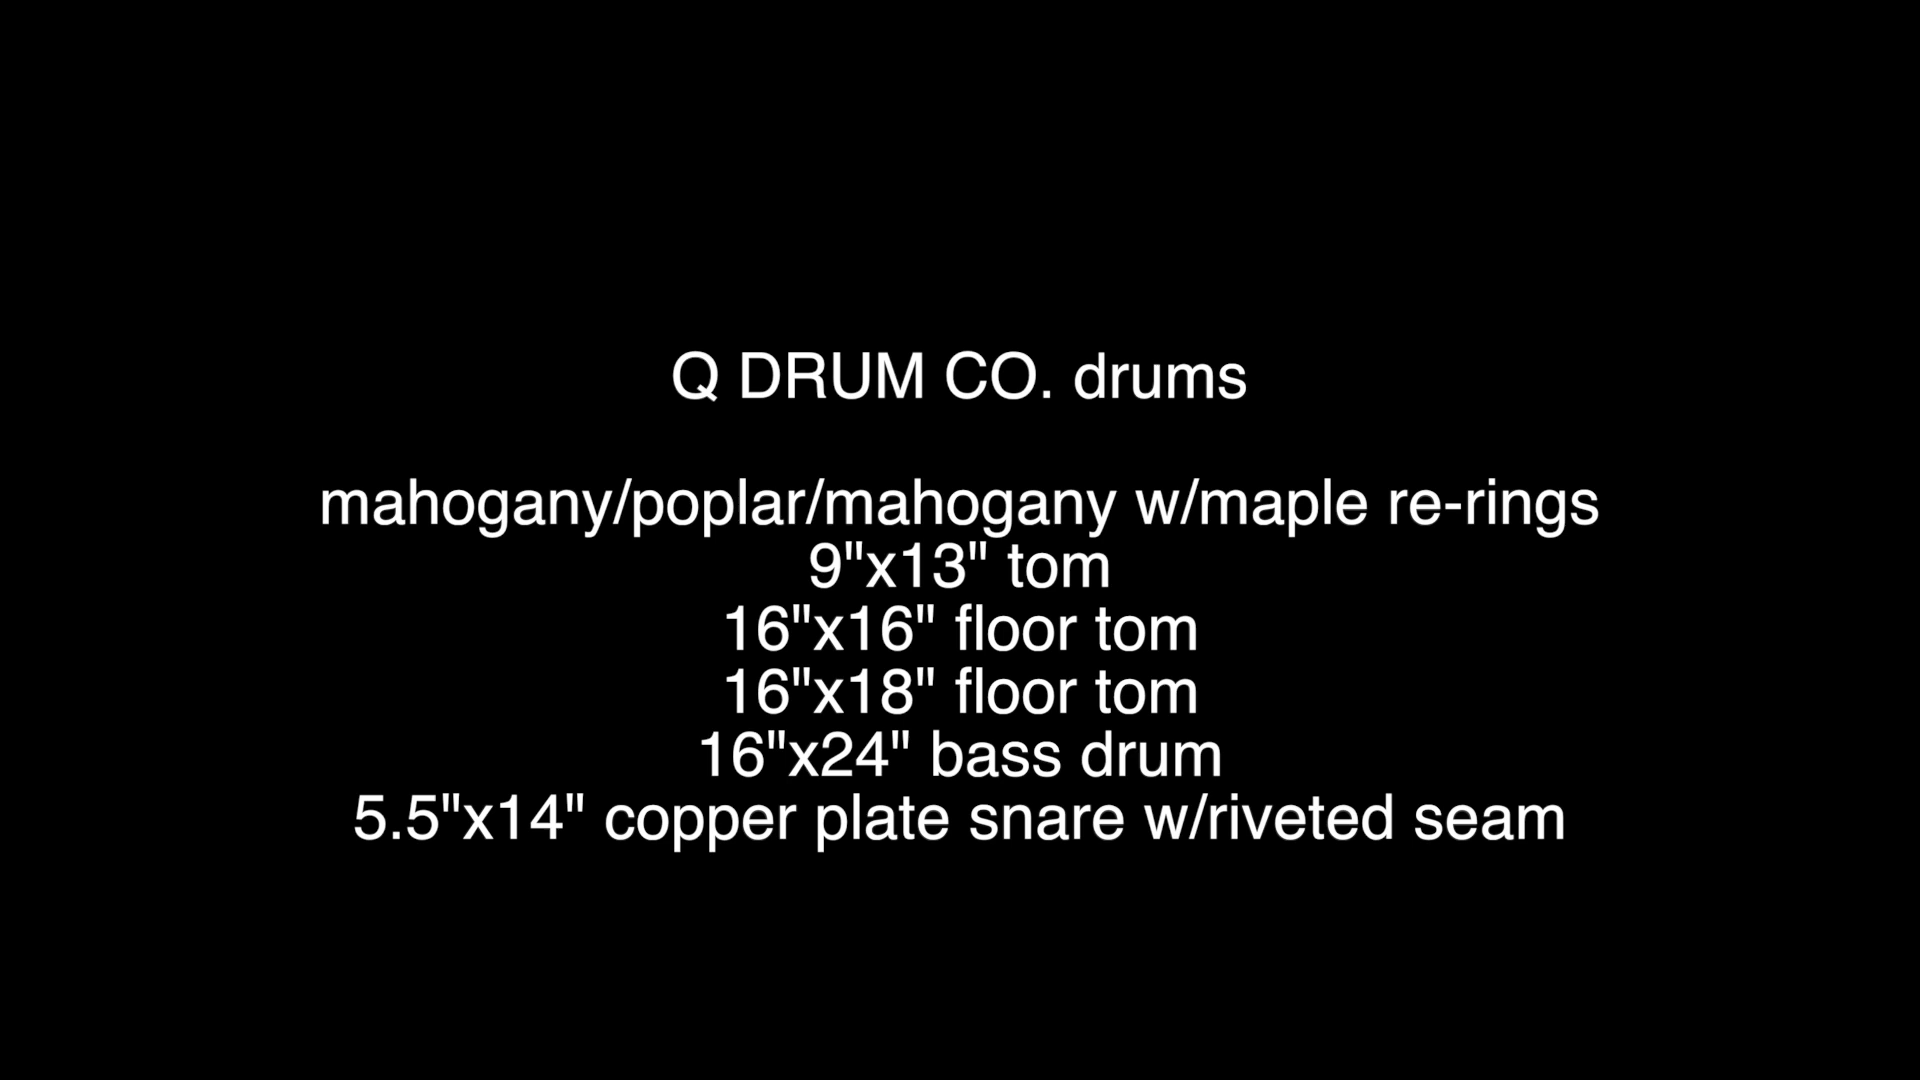 Q DRUM CO. drums
mahogany/poplar/mahogany w/maple re-rings
9"x13" tom
16"x16" floor tom
16"x18" floor tom
16"x24" bass drum
5.5"x14" copper plate snare w/riveted seam